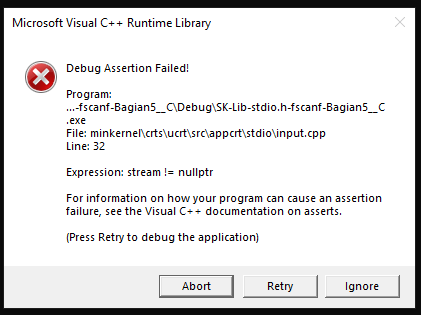 Microsoft Visual C++ Runtime Library
Debug Assertion Failed!
Program:
...-fscanf-Bagian5__C\Debug\SK-Lib-stdio.h-fscanf-Bagian5__C
.exe
File: minkernel\crts\ucrt\src\appcrt\stdio\input.cpp
Line: 32
Expression: stream != nullptr
For information on how your program can cause an assertion
failure, see the Visual C++ documentation on asserts.
(Press Retry to debug the application)
Abort Retry Ignore